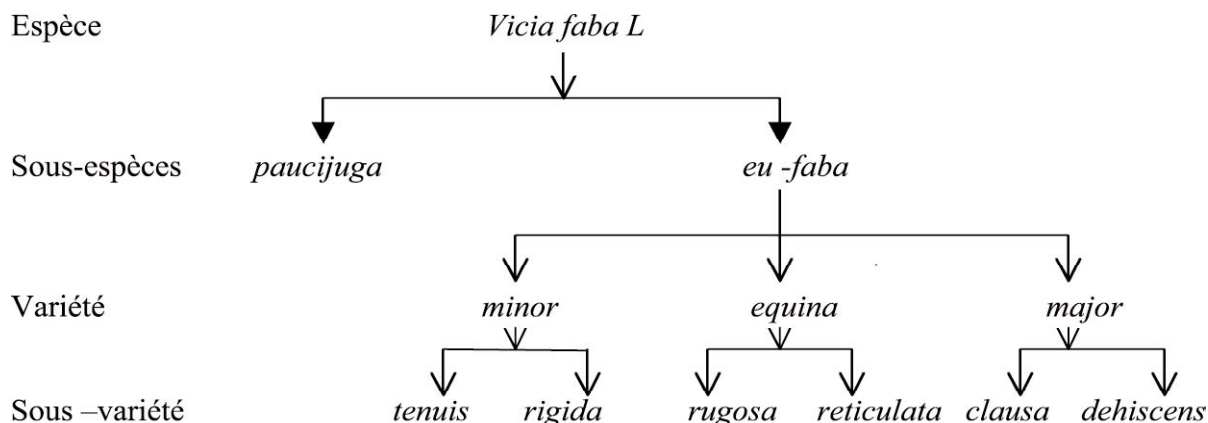 Espèce Vicia faba L
Sous-espèces paucijuga eu -faba
Variété minor equina major
Sous –variété tenuis rigida rugosa reticulata clausa dehiscens